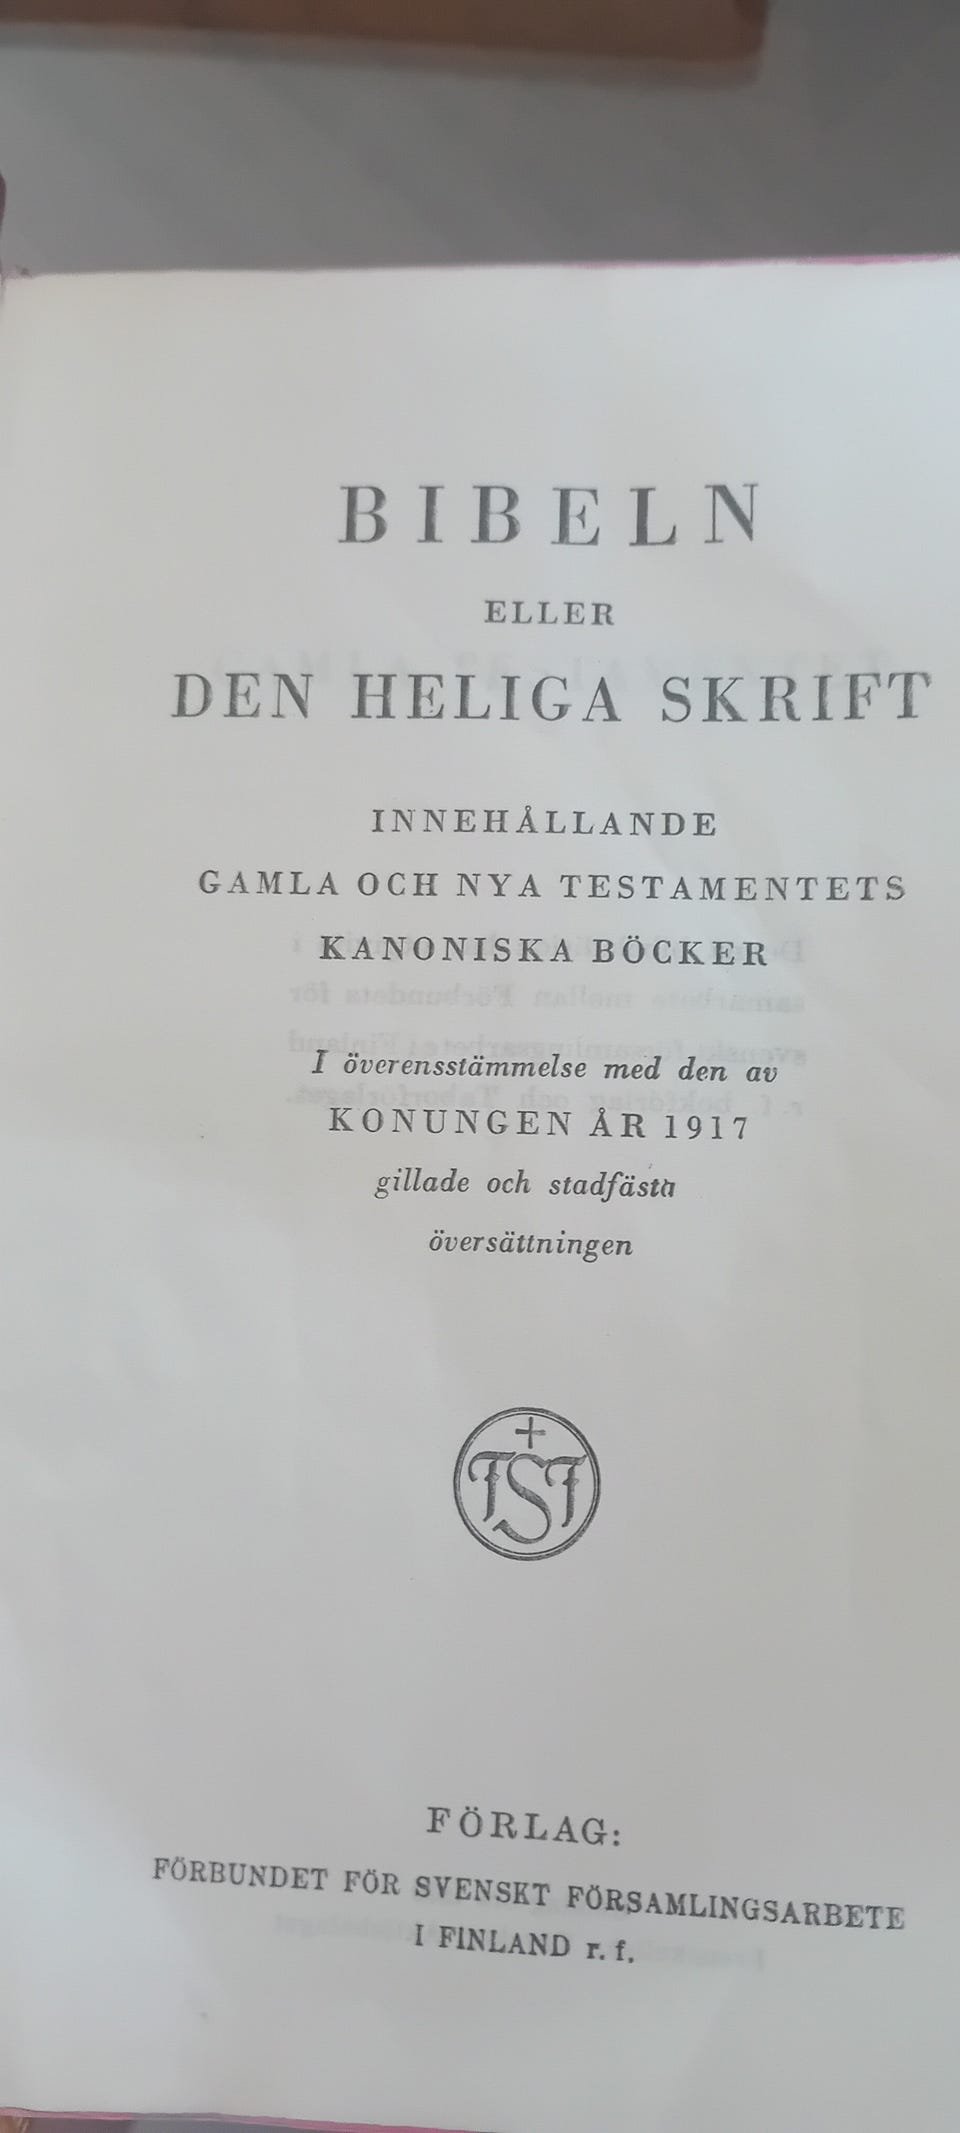 BIBELN
ELLER
DEN HELIGA SKRIFT
INNEHÅLLANDE
GAMLA OCH NYA TESTAMENTETS
KANONISKA BÖCKER
I överensstämmelse med den av
KONUNGEN ÅR 1917
gillade och stadfästa
översättningen
FSF
FÖRLAG:
FÖRBUNDET FÖR SVENSKT FÖRSAMLINGSARBETE
I FINLAND r. f.